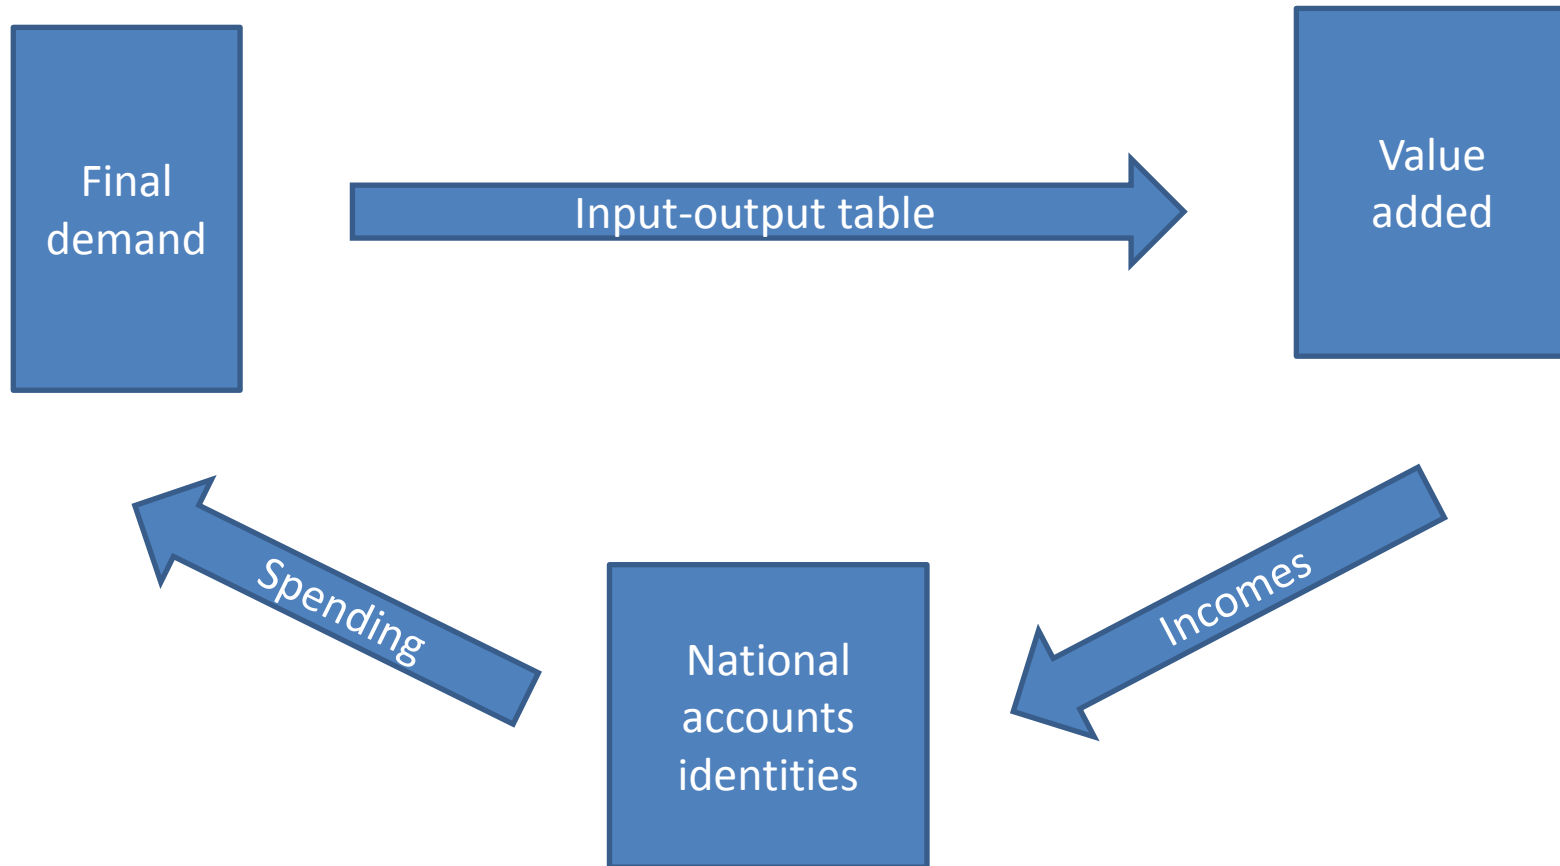 Final
demand
Input-output table
Value
added
Spending
Incomes
National
accounts
identities